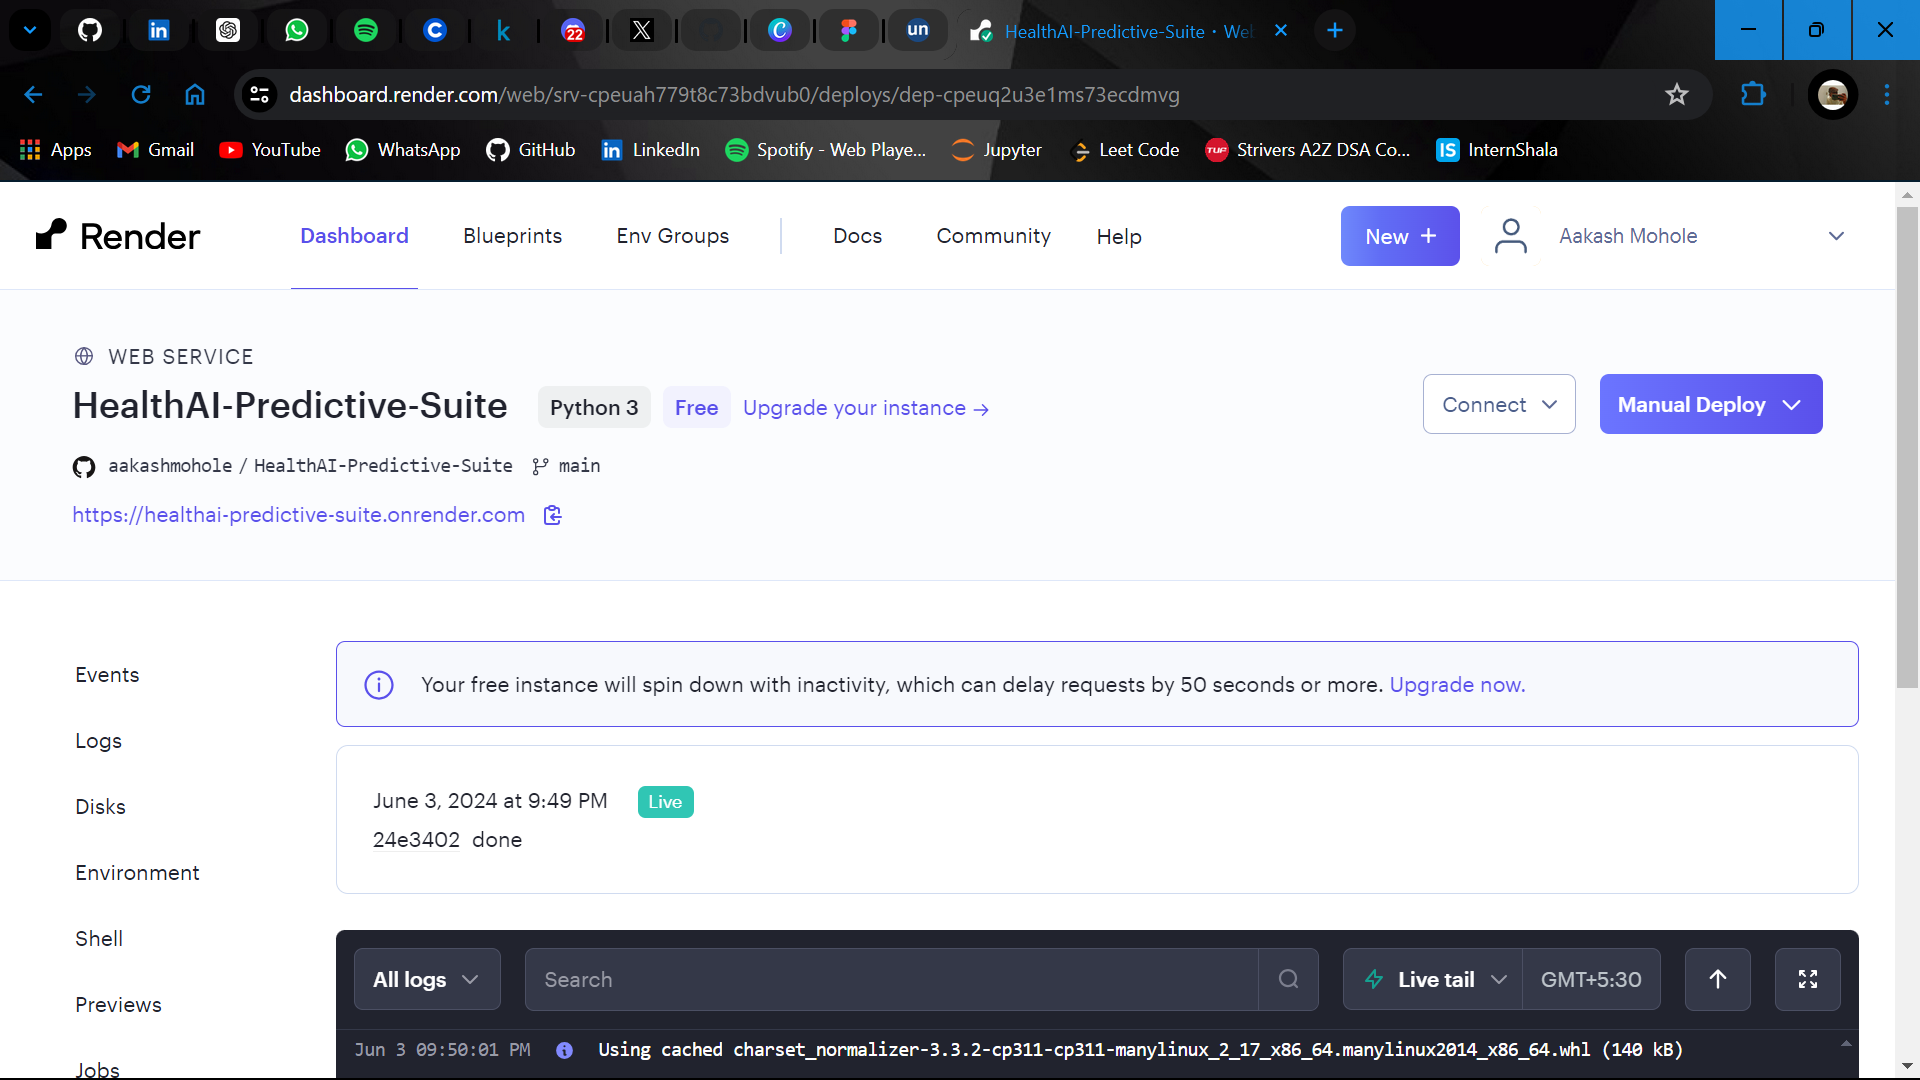 22
un
HealthAI-Predictive-Suite · Web
dashboard.render.com/web/srv-cpeuah779t8c73bdvub0/deploys/dep-cpeuq2u3e1ms73ecdmvg
Apps Gmail YouTube WhatsApp GitHub LinkedIn Spotify - Web Playe... Jupyter Leet Code TUF Strivers A2Z DSA Co... IS InternShala
Render Dashboard Blueprints Env Groups Docs Community Help New + Aakash Mohole
WEB SERVICE
HealthAI-Predictive-Suite Python 3 Free Upgrade your instance → Connect Manual Deploy
aakashmohole / HealthAI-Predictive-Suite main
https://healthai-predictive-suite.onrender.com
Events
Your free instance will spin down with inactivity, which can delay requests by 50 seconds or more. Upgrade now.
Logs
Disks
June 3, 2024 at 9:49 PM Live
24e3402 done
Environment
Shell
Previews
Jobs
All logs Search Live tail GMT+5:30
Jun 3 09:50:01 PM Using cached charset_normalizer-3.3.2-cp311-cp311-manylinux_2_17_x86_64.manylinux2014_x86_64.whl (140 kB)